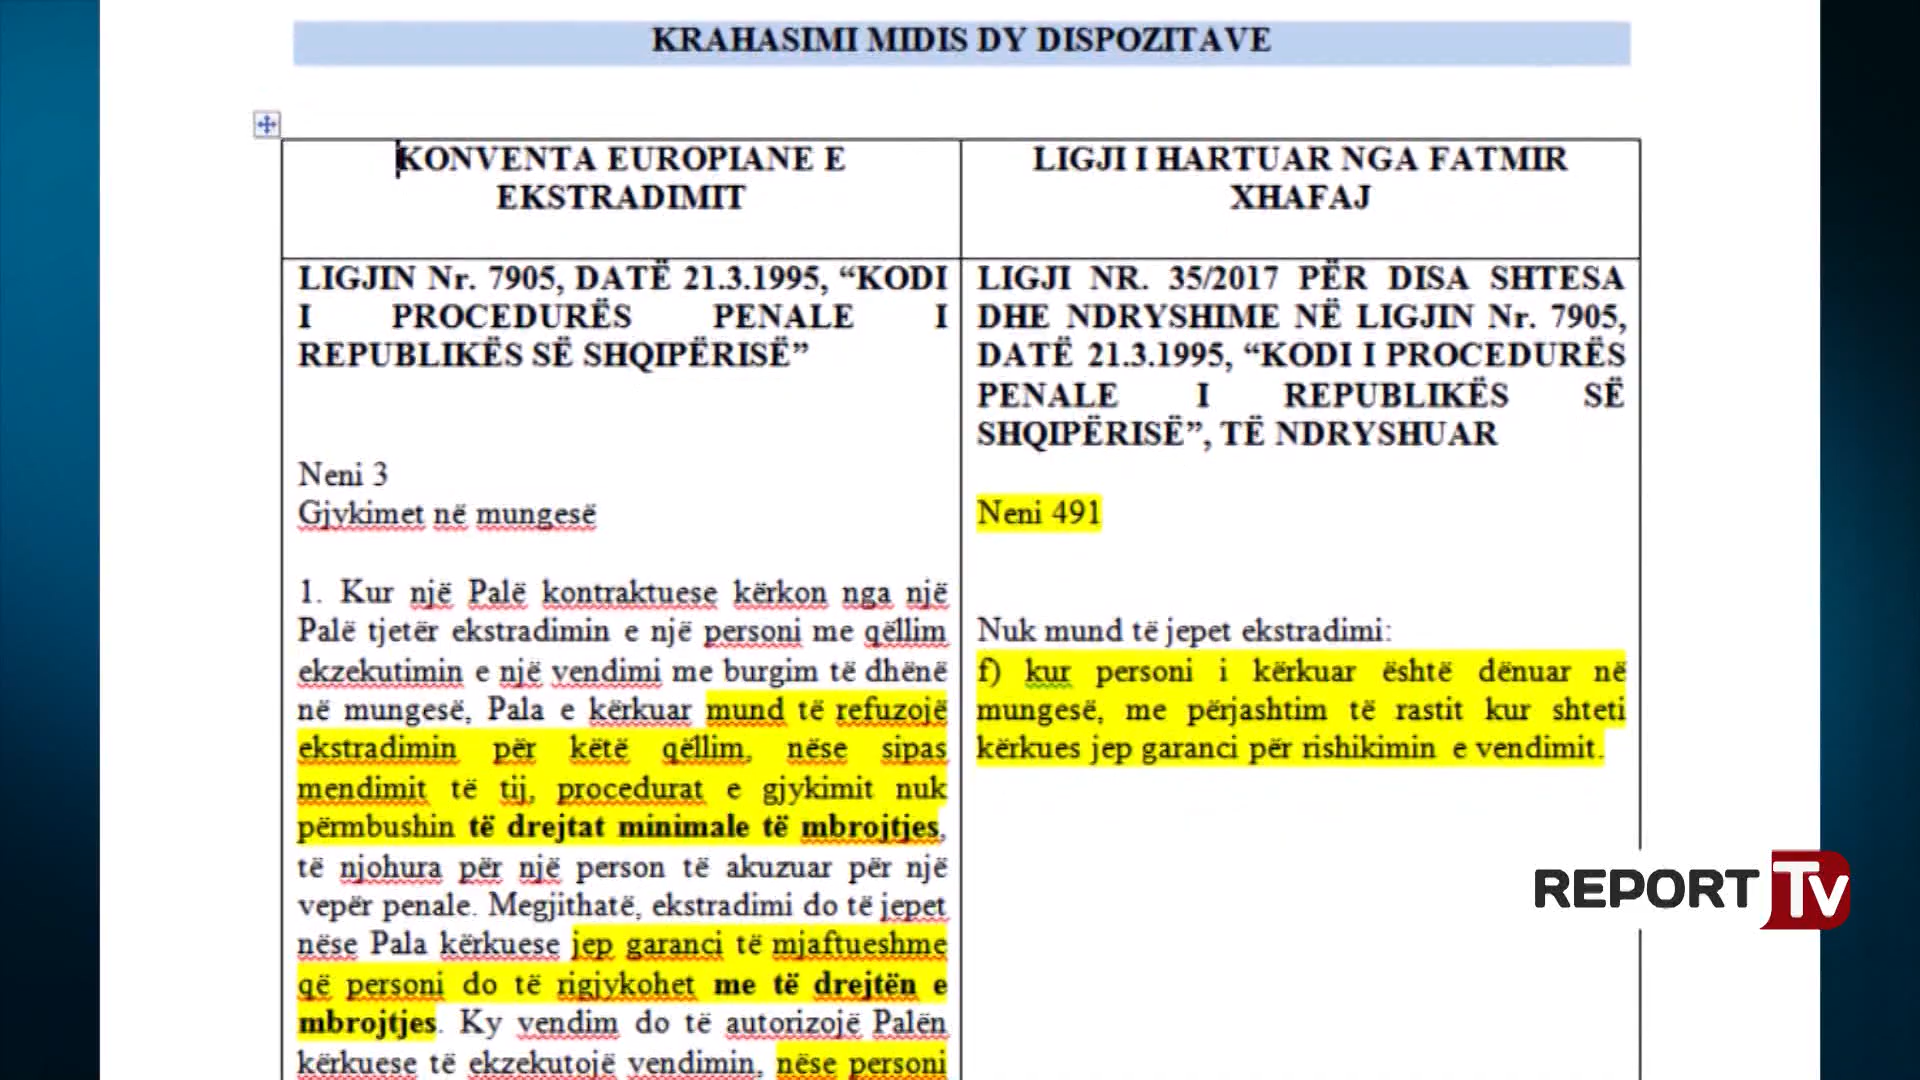 KRAHASIMI MIDIS DY DISPOZITAVE
KONVENTA EUROPIANE E
EKSTRADIMIT
LIGJIN Nr. 7905, DATË 21.3.1995, “KODI
I PROCEDURËS PENALE I
REPUBLIKËS SË SHQIPËRISË”
Neni 3
Gjykimet në mungesë
1. Kur një Palë kontraktuese kërkon nga një
Palë tjetër ekstradimin e një personi me qëllim
ekzekutimin e një vendimi me burgim të dhënë
në mungesë, Pala e kërkuar mund të refuzojë
ekstradimin për këtë qëllim, nëse sipas
mendimit të tij, procedurat e gjykimit nuk
përmbushin të drejtat minimale të mbrojtjes,
të njohura për një person të akuzuar për një
vepër penale. Megjithatë, ekstradimi do të jepet
nëse Pala kërkuese jep garanci të mjaftueshme
që personi do të rigjykohet me të drejtën e
mbrojtjes. Ky vendim do të autorizojë Palën
kërkuese të ekzekutojë vendimin, nëse personi
LIGJI I HARTUAR NGA FATMIR
XHAFAJ
LIGJI NR. 35/2017 PËR DISA SHTESA
DHE NDRYSHIME NË LIGJIN Nr. 7905,
DATË 21.3.1995, “KODI I PROCEDURËS
PENALE I REPUBLIKËS SË
SHQIPËRISË”, TË NDRYSHUAR
Neni 491
Nuk mund të jepet ekstradimi:
f) kur personi i kërkuar është dënuar në
mungesë, me përjashtim të rastit kur shteti
kërkues jep garanci për rishikimin e vendimit.
REPORT TV